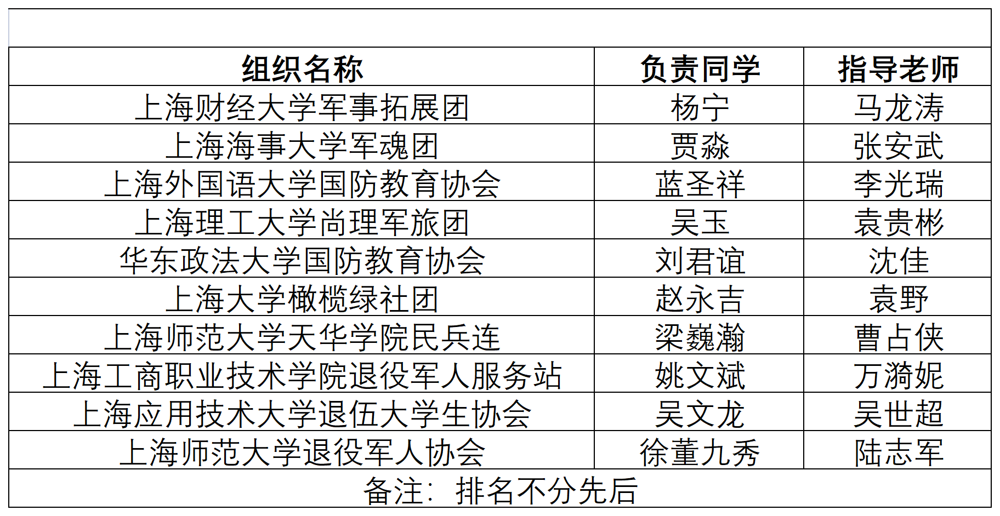 组织名称 负责同学 指导老师
上海财经大学军事拓展团 杨宁 马龙涛
上海海事大学军魂团 贾淼 张安武
上海外国语大学国防教育协会 蓝圣祥 李光瑞
上海理工大学尚理军旅团 吴玉 袁贵彬
华东政法大学国防教育协会 刘君谊 沈佳
上海大学橄榄绿社团 赵永吉 袁野
上海师范大学天华学院民兵连 梁巍瀚 曹占侠
上海工商职业技术学院退役军人服务站 姚文斌 万漪妮
上海应用技术大学退伍大学生协会 吴文龙 吴世超
上海师范大学退役军人协会 徐董九秀 陆志军
备注：排名不分先后